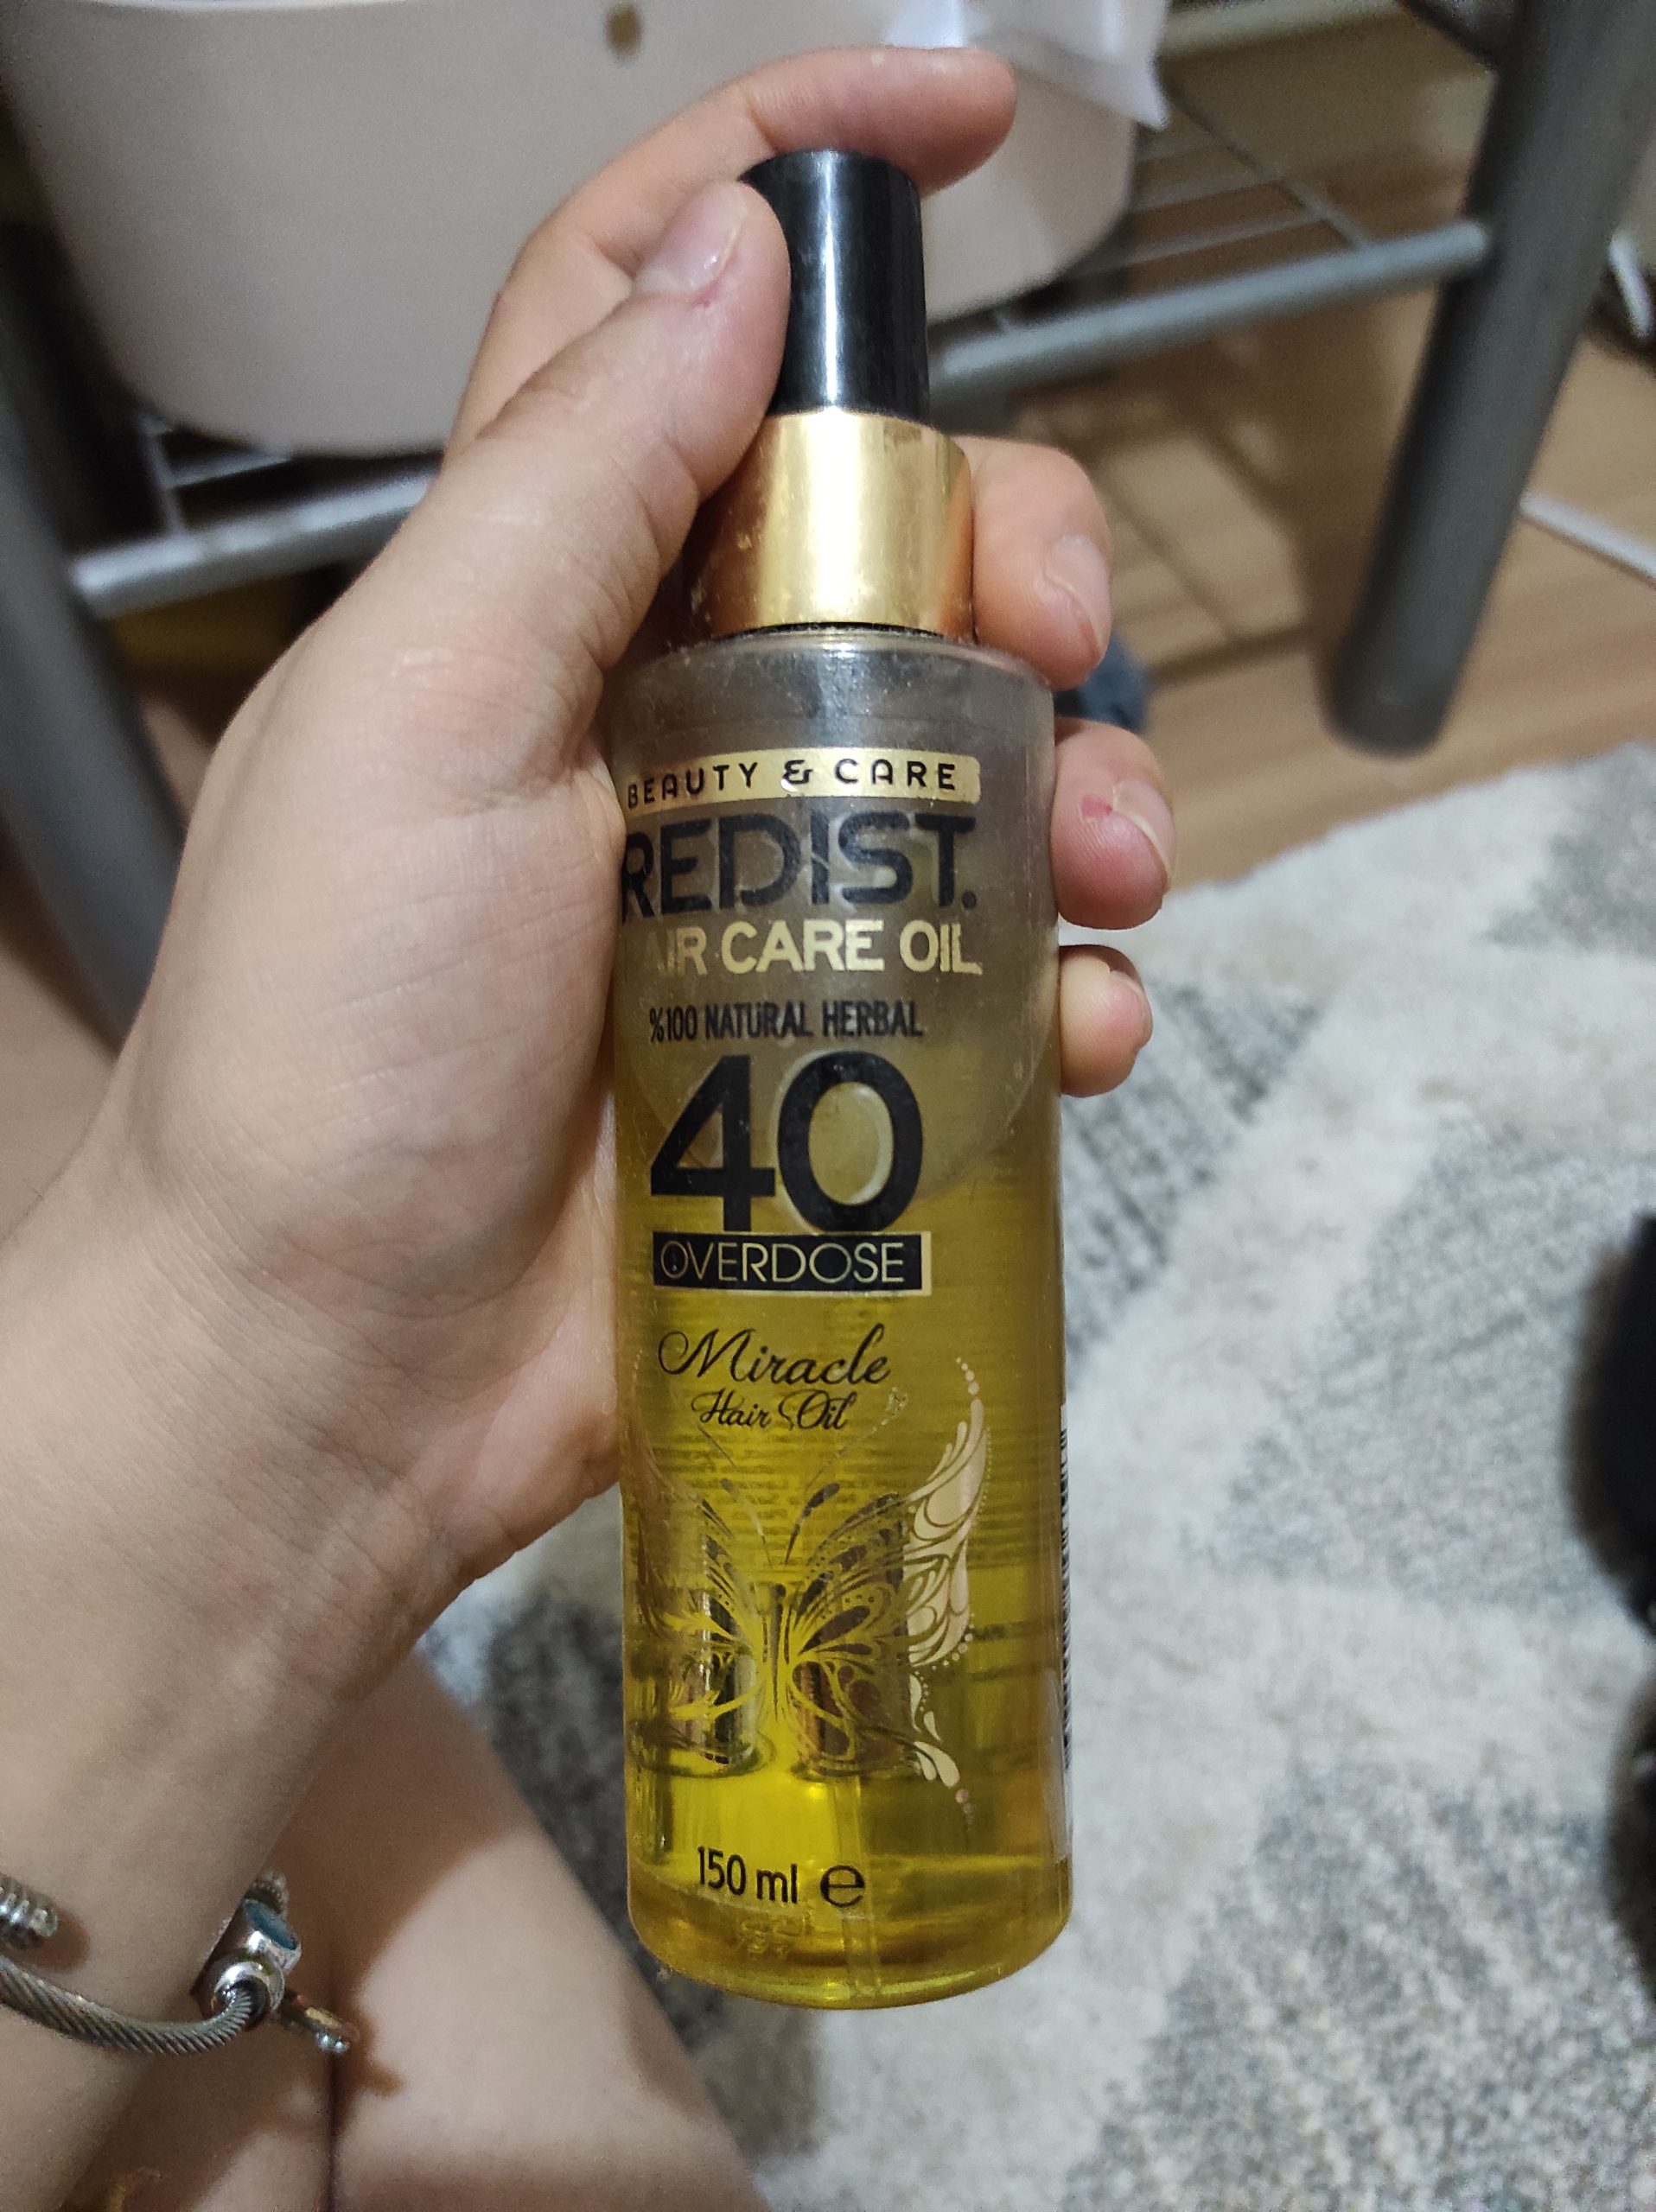 BEAUTY & CARE
REDIST.
AIR CARE OIL
%100 NATURAL HERBAL
40
OVERDOSE
Miracle
Hair Oil
150 ml ℮